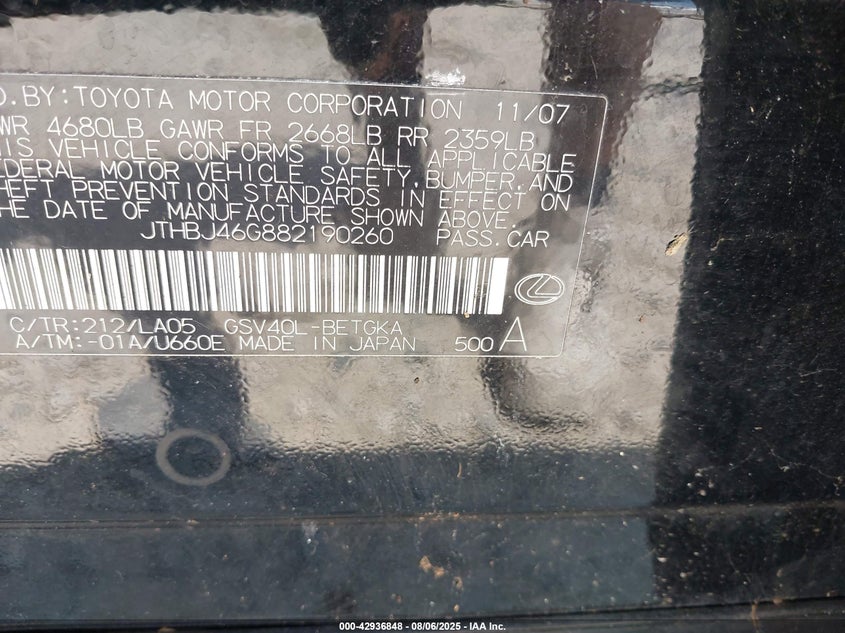 D.BY:TOYOTA MOTOR CORPORATION 11/07
WR 4680LB GAWR FR 2668LB RR 2359LB
IS VEHICLE CONFORMS TO ALL APPLICABLE
EDERAL MOTOR VEHICLE SAFETY,BUMPER,AND
HEFT PREVENTION STANDARDS IN EFFECT ON
HE DATE OF MANUFACTURE SHOWN ABOVE.
JTHBJ46G882190260 PASS.CAR
C/TR:212/LA05 GSV40L-BETGKA
A/TM:-01A/U660E MADE IN JAPAN 500 A
000-42936848 - 08/06/2025 - IAA Inc.